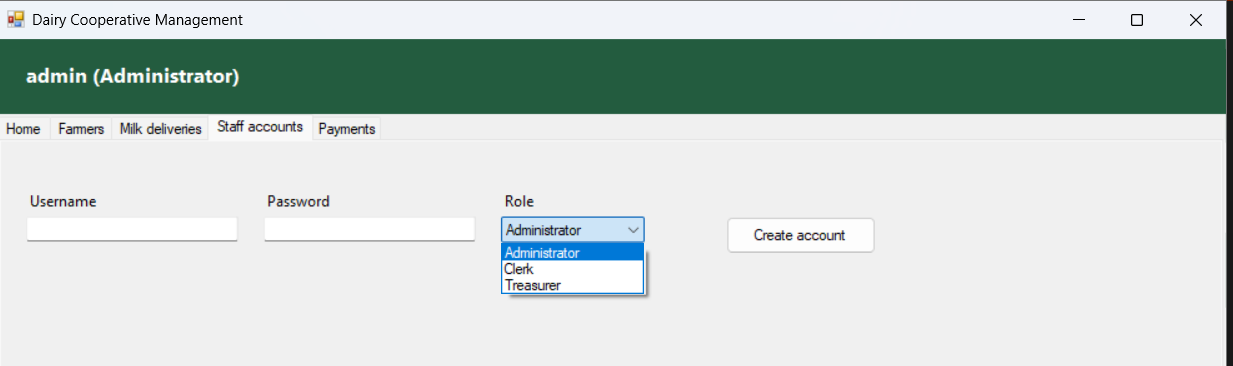 Dairy Cooperative Management
admin (Administrator)
Home Farmers Milk deliveries Staff accounts Payments
Username Password Role
Administrator Create account
Administrator
Clerk
Treasurer